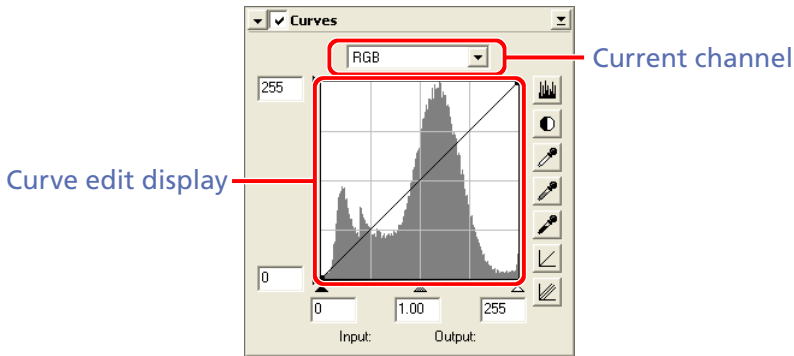 Curves
RGB
Current channel
255
Curve edit display
0
0 1.00 255
Input: Output: